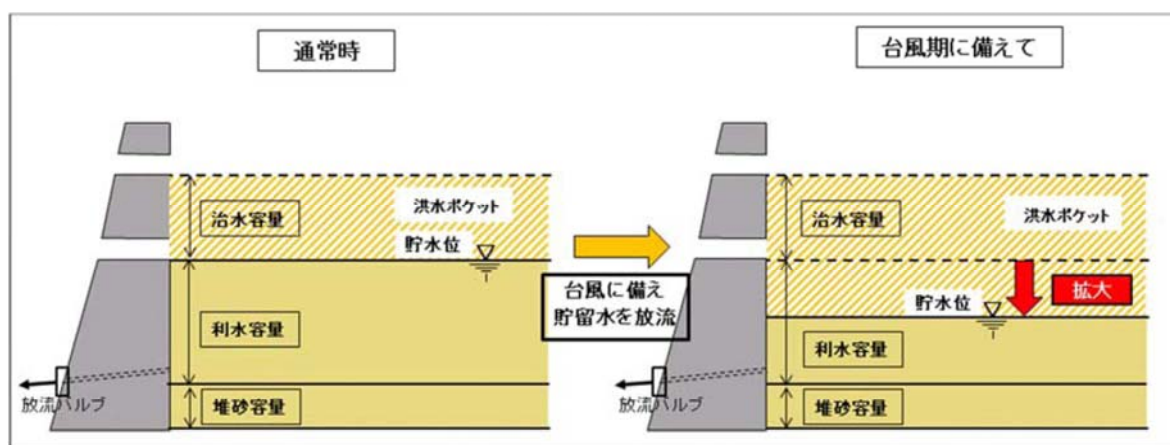 通常時
治水容量
洪水ポケット
貯水位
利水容量
放流バルブ
堆砂容量
台風に備え
貯留水を放流
台風期に備えて
治水容量
洪水ポケット
拡大
貯水位
利水容量
放流バルブ
堆砂容量